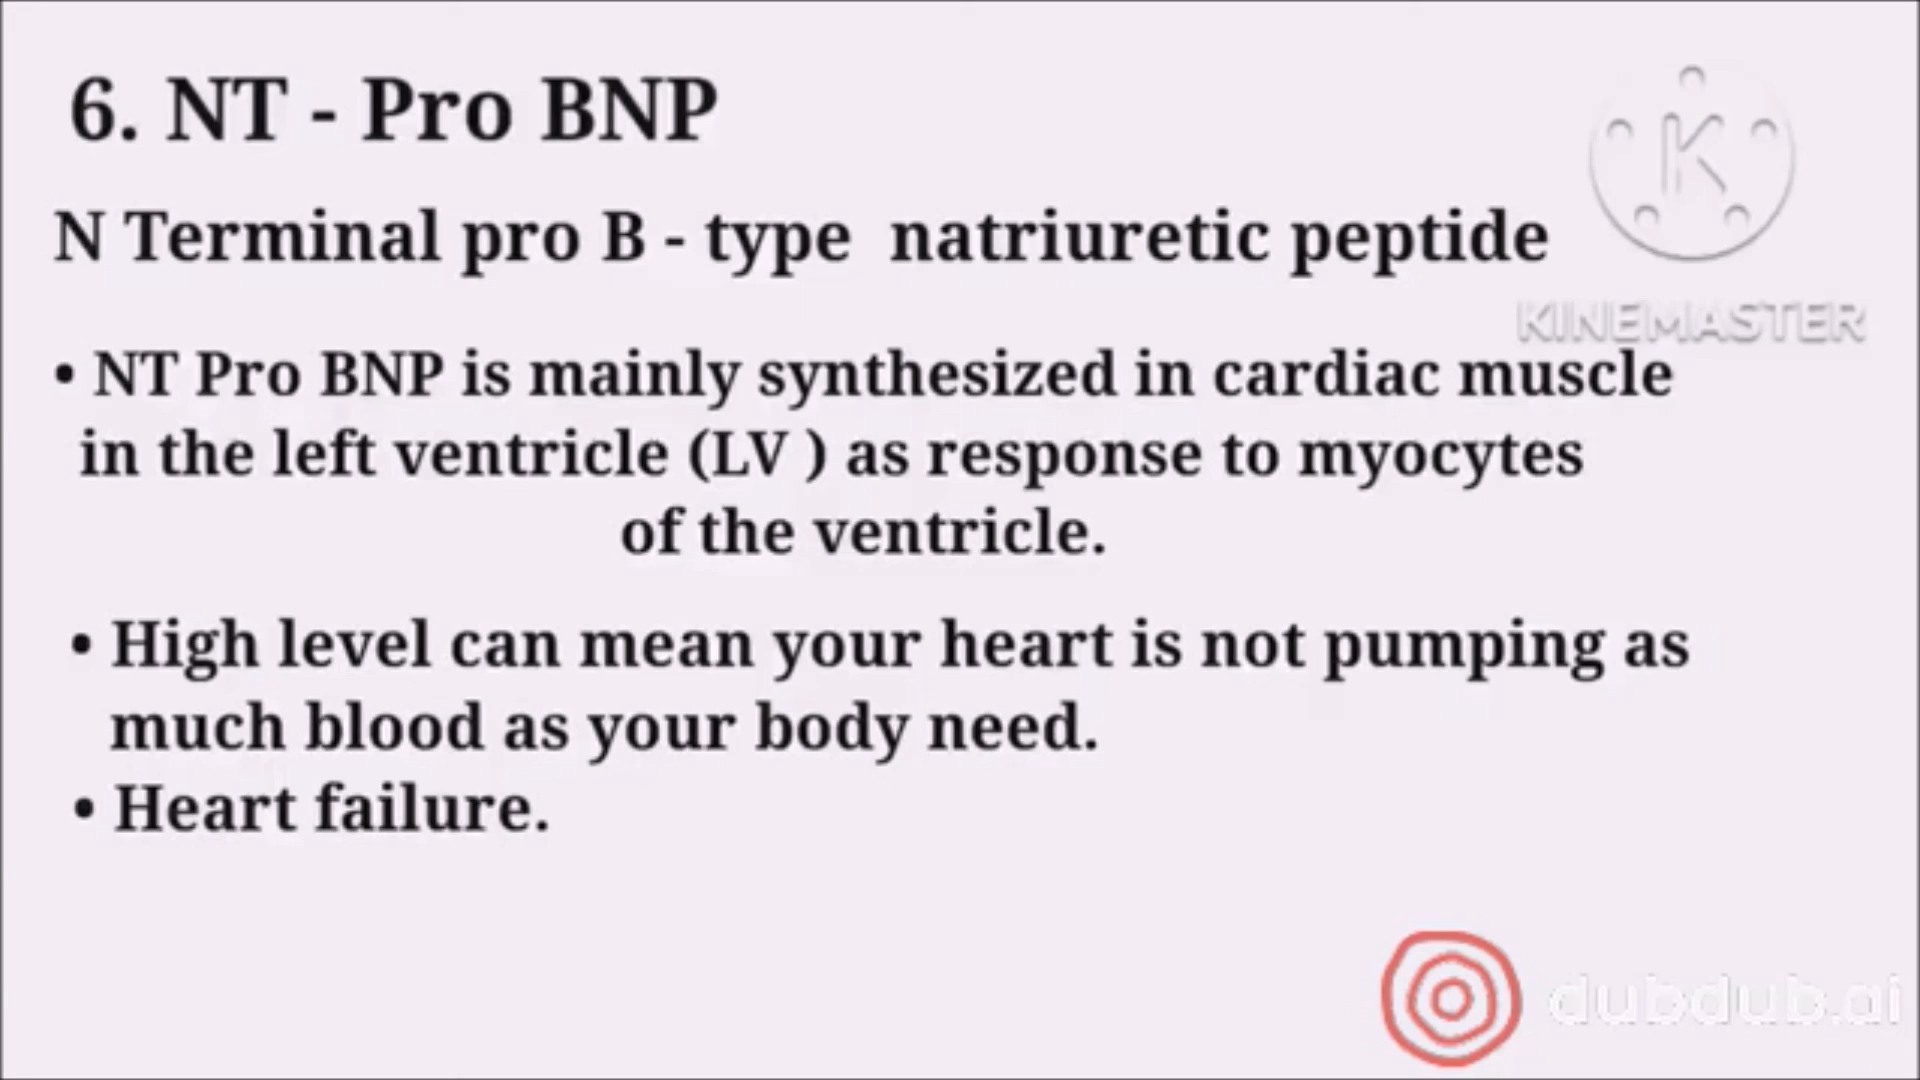 6. NT - Pro BNP
N Terminal pro B - type natriuretic peptide
KINEMASTER
• NT Pro BNP is mainly synthesized in cardiac muscle
in the left ventricle (LV ) as response to myocytes
of the ventricle.
• High level can mean your heart is not pumping as
much blood as your body need.
• Heart failure.
dubdub.ai